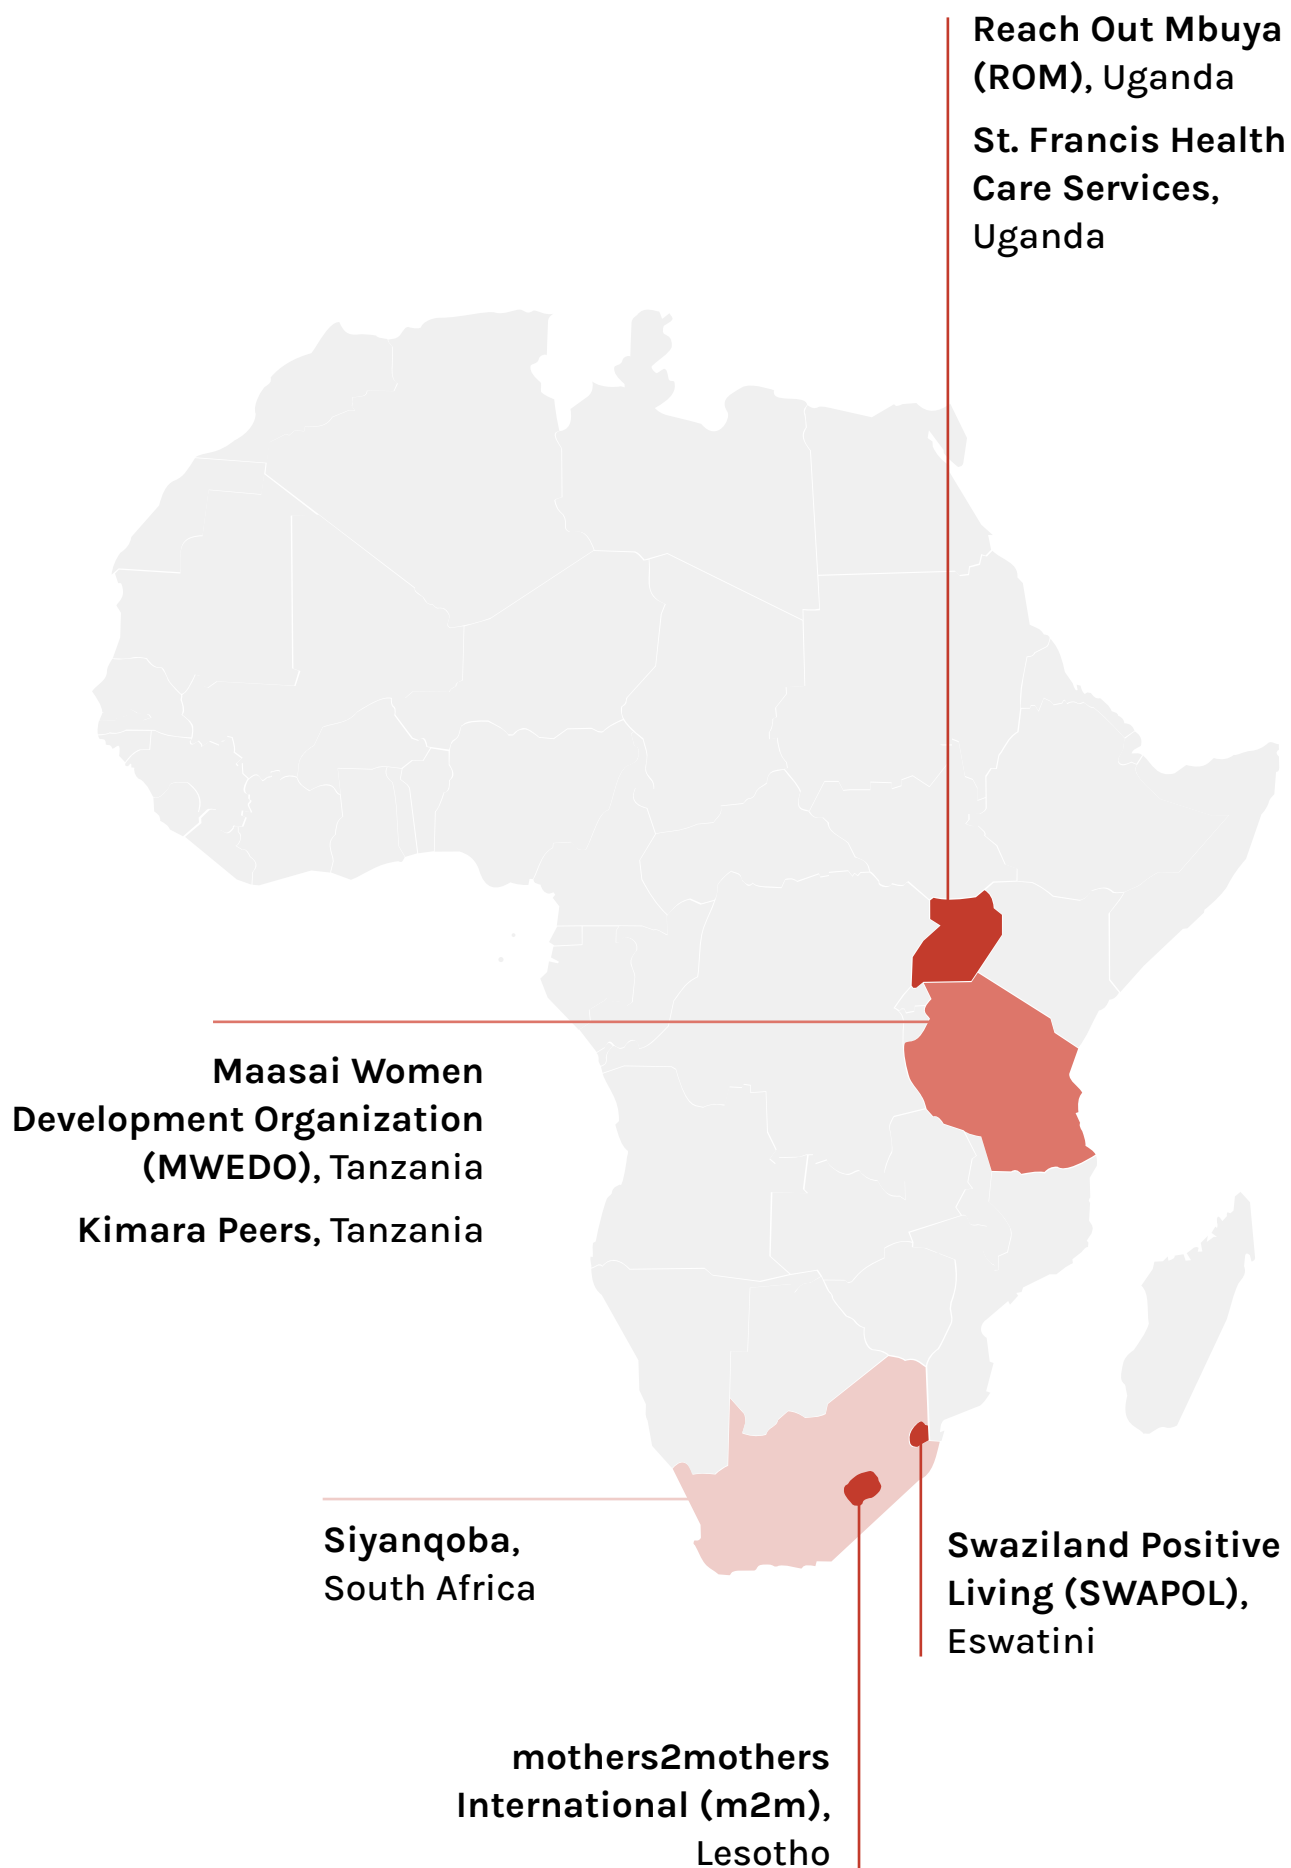 Reach Out Mbuya
(ROM), Uganda
St. Francis Health
Care Services,
Uganda
Maasai Women
Development Organization
(MWEDO), Tanzania
Kimara Peers, Tanzania
Siyanqoba,
South Africa
Swaziland Positive
Living (SWAPOL),
Eswatini
mothers2mothers
International (m2m),
Lesotho